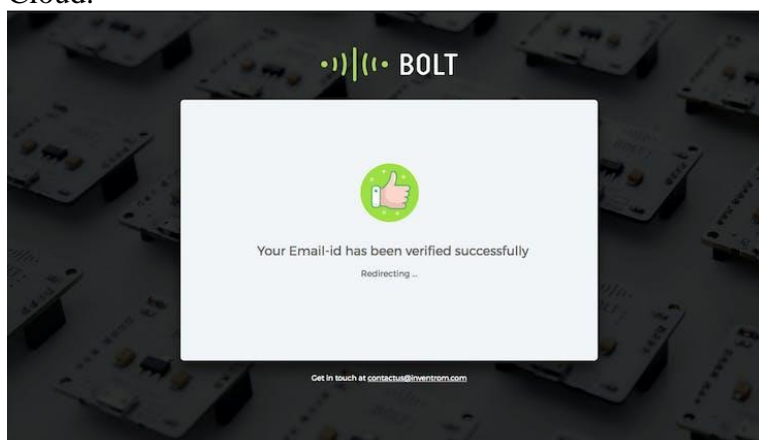 Cloud.
BOLT
Your Email-id has been verified successfully
Redirecting ...
Get in touch at contactus@inventrom.com